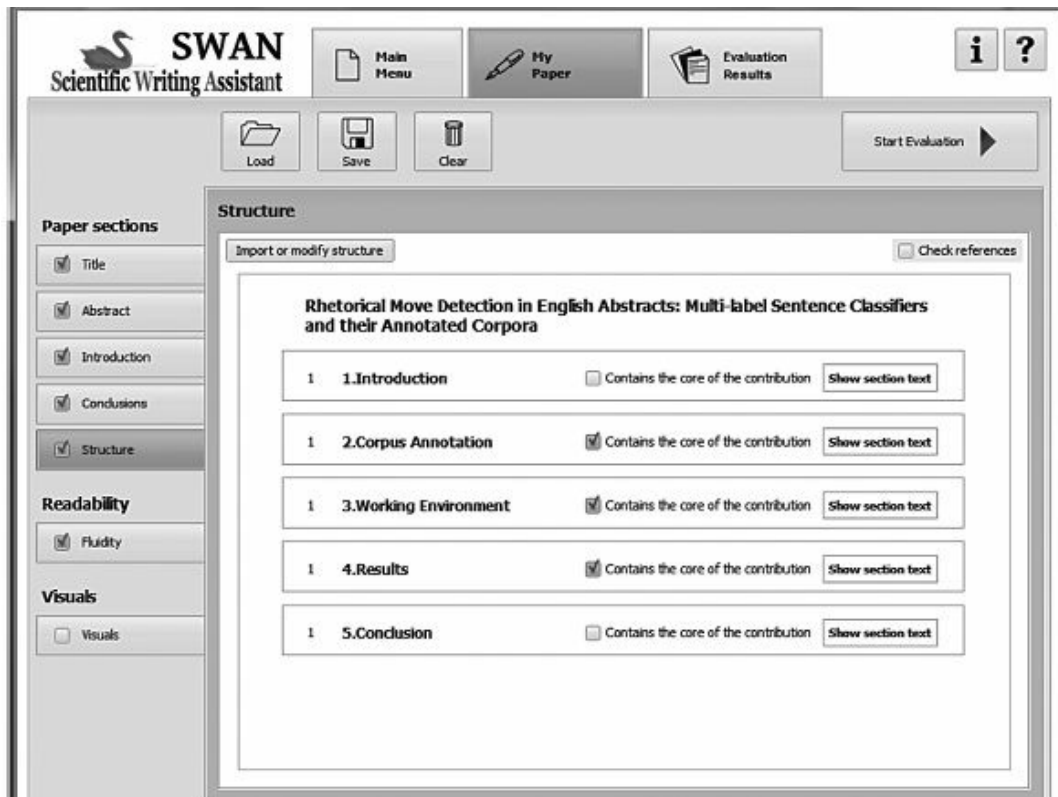 SWAN
Scientific Writing Assistant
Main
Menu
My
Paper
Evaluation
Results
i ?
Load
Save
Clear
Start Evaluation
Paper sections
Title
Abstract
Introduction
Conclusions
Structure
Readability
Fluidity
Visuals
Visuals
Structure
Import or modify structure
Check references
Rhetorical Move Detection in English Abstracts: Multi-label Sentence Classifiers
and their Annotated Corpora
1 1.Introduction Contains the core of the contribution Show section text
1 2.Corpus Annotation Contains the core of the contribution Show section text
1 3.Working Environment Contains the core of the contribution Show section text
1 4.Results Contains the core of the contribution Show section text
1 5.Conclusion Contains the core of the contribution Show section text